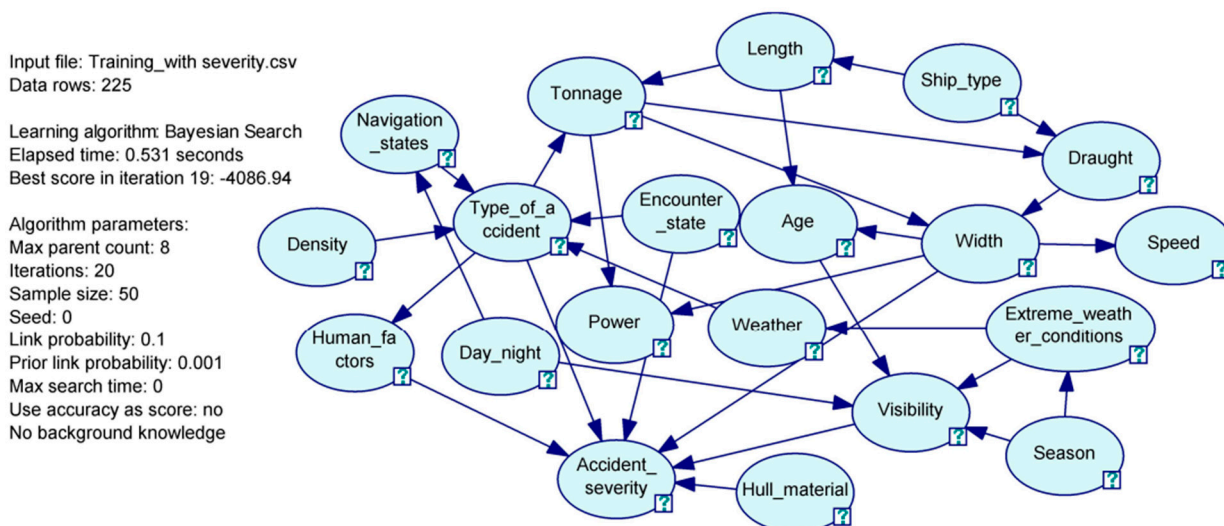 Input file: Training_with severity.csv
Data rows: 225
Learning algorithm: Bayesian Search
Elapsed time: 0.531 seconds
Best score in iteration 19: -4086.94
Algorithm parameters:
Max parent count: 8
Iterations: 20
Sample size: 50
Seed: 0
Link probability: 0.1
Prior link probability: 0.001
Max search time: 0
Use accuracy as score: no
No background knowledge
Length
?
Ship_type
?
Tonnage
?
Navigation
_states
?
Draught
?
Type_of_a
ccident
?
Encounter
_state
?
Age
?
Density
?
Width
?
Speed
?
Power
?
Weather
?
Extreme_weath
er_conditions
?
Human_fa
ctors
?
Day_night
?
Visibility
?
Season
?
Accident_
severity
?
Hull_material
?